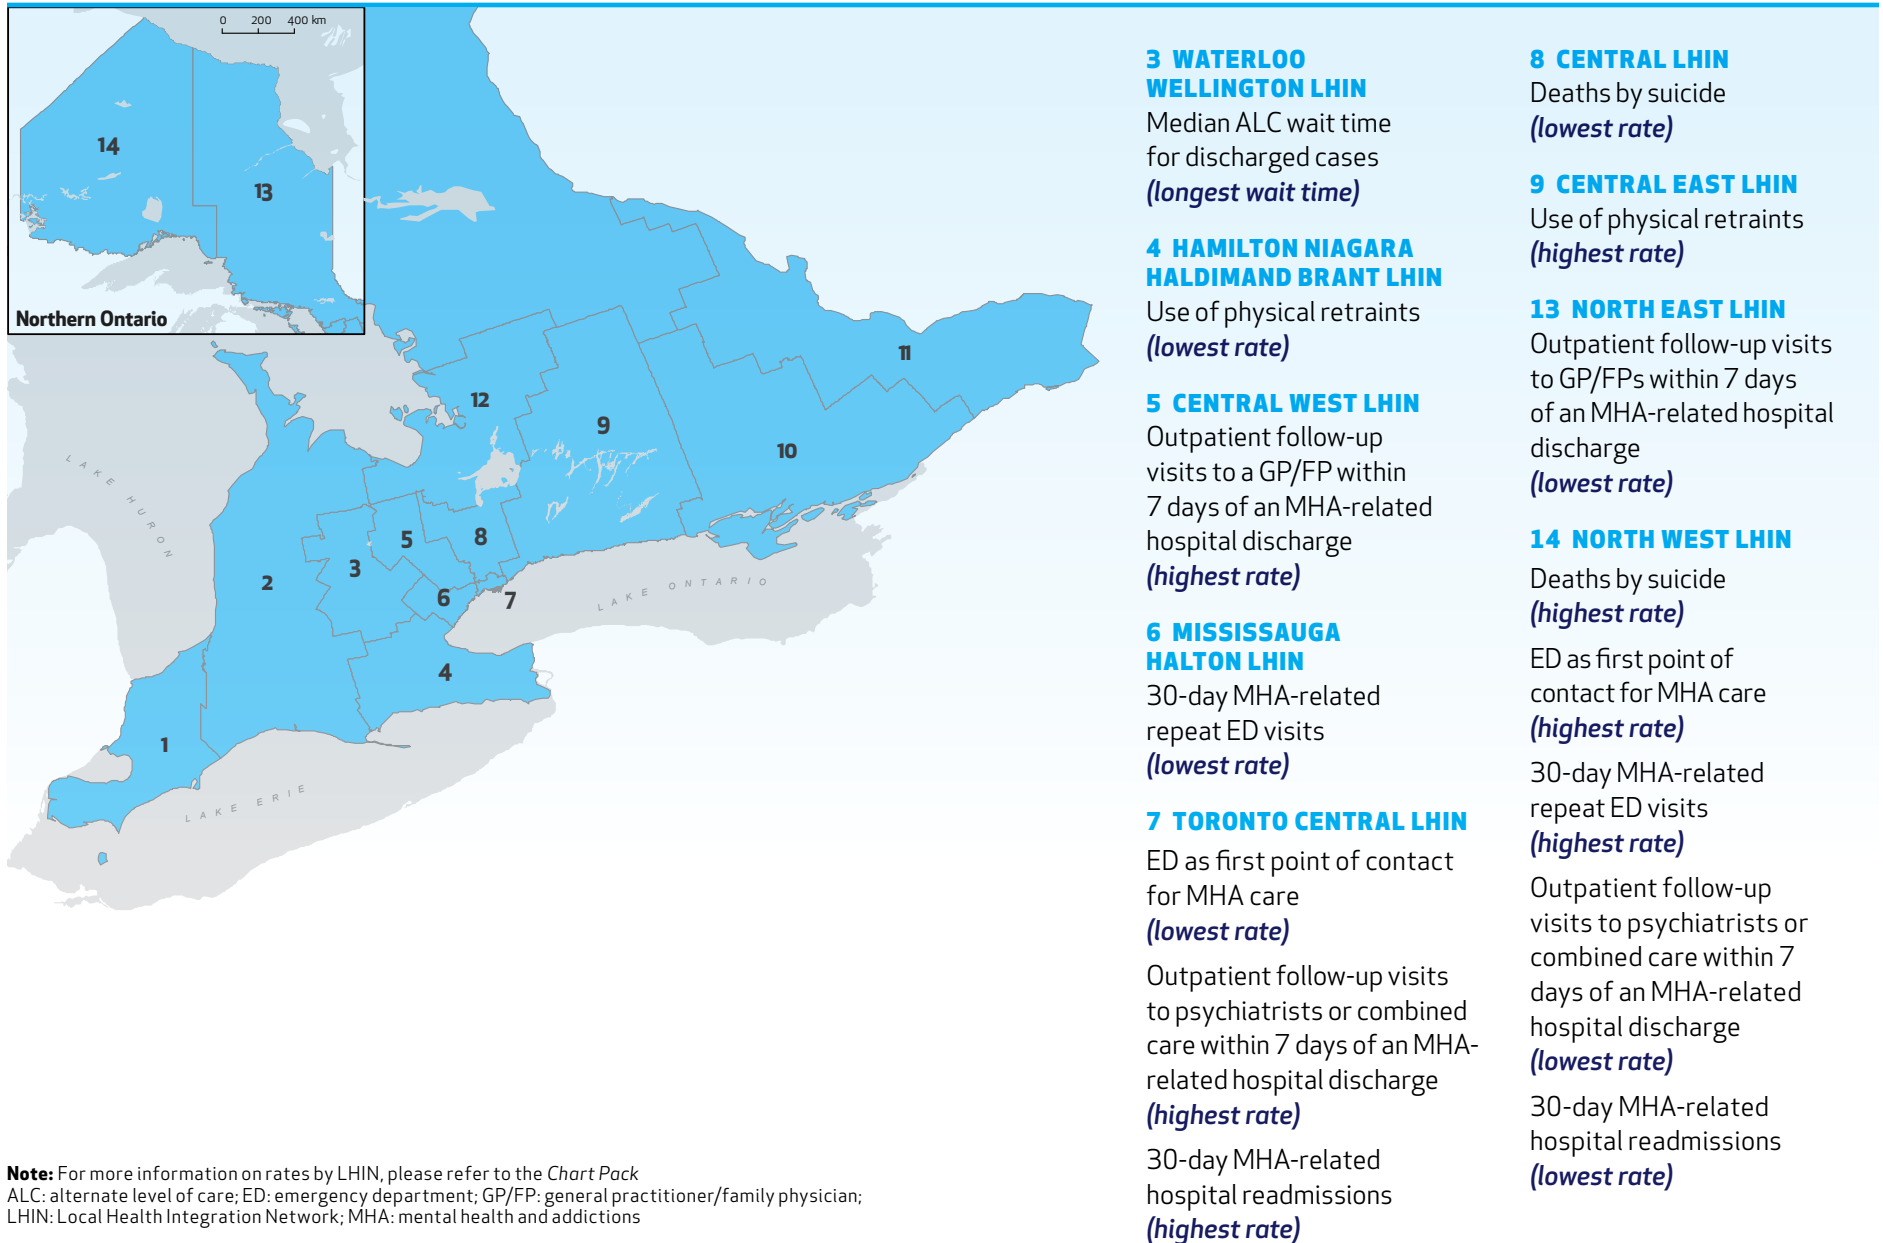 0 200 400 km
14
13
Northern Ontario
11
12
9
10
5
8
3
2
6
7
4
1
LAKE HURON
LAKE ONTARIO
LAKE ERIE
Note: For more information on rates by LHIN, please refer to the Chart Pack
ALC: alternate level of care; ED: emergency department; GP/FP: general practitioner/family physician;
LHIN: Local Health Integration Network; MHA: mental health and addictions
3 WATERLOO
WELLINGTON LHIN
Median ALC wait time
for discharged cases
(longest wait time)
4 HAMILTON NIAGARA
HALDIMAND BRANT LHIN
Use of physical retraints
(lowest rate)
5 CENTRAL WEST LHIN
Outpatient follow-up
visits to a GP/FP within
7 days of an MHA-related
hospital discharge
(highest rate)
6 MISSISSAUGA
HALTON LHIN
30-day MHA-related
repeat ED visits
(lowest rate)
7 TORONTO CENTRAL LHIN
ED as first point of contact
for MHA care
(lowest rate)
Outpatient follow-up visits
to psychiatrists or combined
care within 7 days of an MHA-
related hospital discharge
(highest rate)
30-day MHA-related
hospital readmissions
(highest rate)
8 CENTRAL LHIN
Deaths by suicide
(lowest rate)
9 CENTRAL EAST LHIN
Use of physical retraints
(highest rate)
13 NORTH EAST LHIN
Outpatient follow-up visits
to GP/FPs within 7 days
of an MHA-related hospital
discharge
(lowest rate)
14 NORTH WEST LHIN
Deaths by suicide
(highest rate)
ED as first point of
contact for MHA care
(highest rate)
30-day MHA-related
repeat ED visits
(highest rate)
Outpatient follow-up
visits to psychiatrists or
combined care within 7
days of an MHA-related
hospital discharge
(lowest rate)
30-day MHA-related
hospital readmissions
(lowest rate)